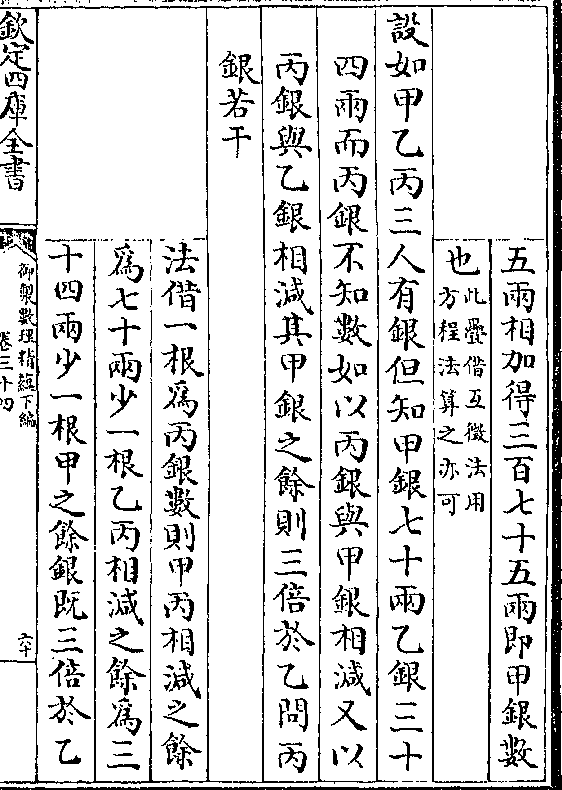 五兩相加得三百七十五兩即甲銀數
也此疊借互徵法用
方程法算之亦可
設如甲乙丙三人有銀但知甲銀七十兩乙銀三十
四兩而丙銀不知數如以丙銀與甲銀相減又以
丙銀與乙銀相減其甲銀之餘則三倍於乙問丙
銀若干
法借一根爲丙銀數則甲丙相減之餘
爲七十兩少一根乙丙相減之餘爲三
十四兩少一根甲之餘銀既三倍於乙
欽定四庫全書
御製數理精蘊下編
卷三十四
六十